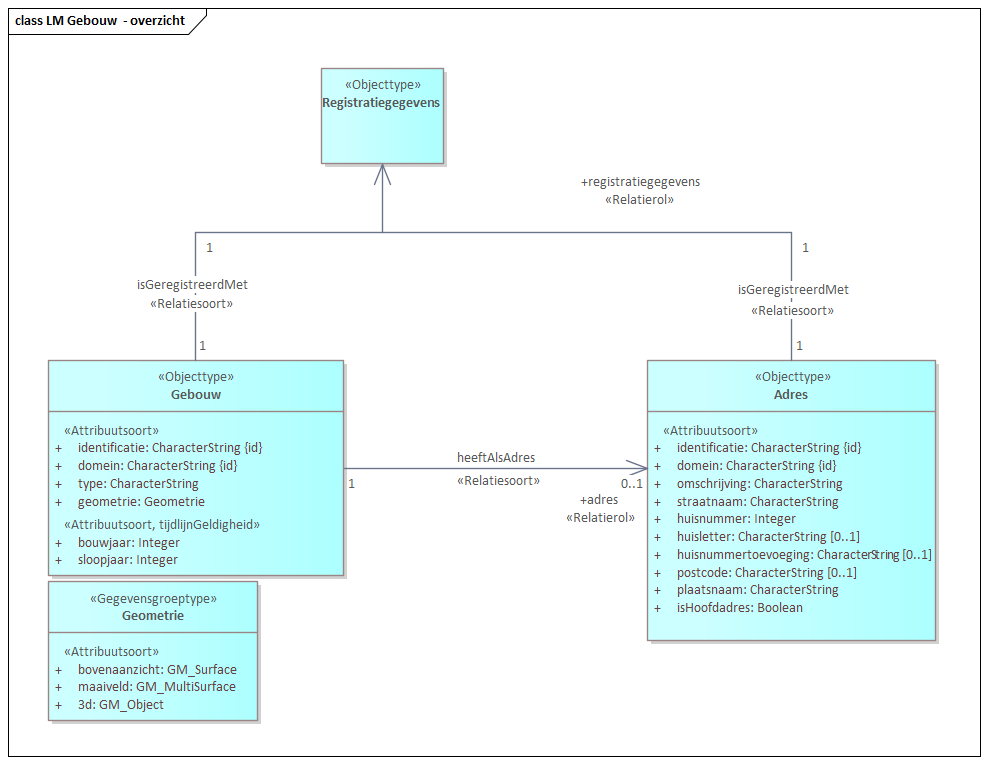 class LM Gebouw - overzicht
«Objecttype»
Registratiegegevens
+registratiegegevens
«Relatierol»
1
1
isGeregistreerdMet
«Relatiesoort»
isGeregistreerdMet
«Relatiesoort»
1
1
«Objecttype»
Gebouw
«Attribuutsoort»
+ identificatie: CharacterString {id}
+ domein: CharacterString {id}
+ type: CharacterString
+ geometrie: Geometrie
«Attribuutsoort, tijdlijnGeldigheid»
+ bouwjaar: Integer
+ sloopjaar: Integer
heeftAlsAdres
«Relatiesoort»
1
0..1
+adres
«Relatierol»
«Objecttype»
Adres
«Attribuutsoort»
+ identificatie: CharacterString {id}
+ domein: CharacterString {id}
+ omschrijving: CharacterString
+ straatnaam: CharacterString
+ huisnummer: Integer
+ huisletter: CharacterString [0..1]
+ huisnummertoevoeging: CharacterString [0..1]
+ postcode: CharacterString [0..1]
+ plaatsnaam: CharacterString
+ isHoofdadres: Boolean
«Gegevensgroeptype»
Geometrie
«Attribuutsoort»
+ bovenaanzicht: GM_Surface
+ maaiveld: GM_MultiSurface
+ 3d: GM_Object